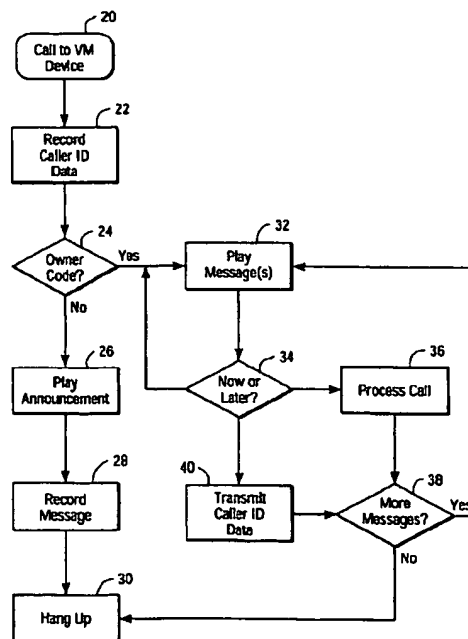 20
Call to VM
Device
22
Record
Caller ID
Data
24
Owner
Code?
Yes
No
32
Play
Message(s)
26
Play
Announcement
34
Now or
Later?
36
Process Call
28
Record
Message
40
Transmit
Caller ID
Data
38
More
Messages?
Yes
No
30
Hang Up